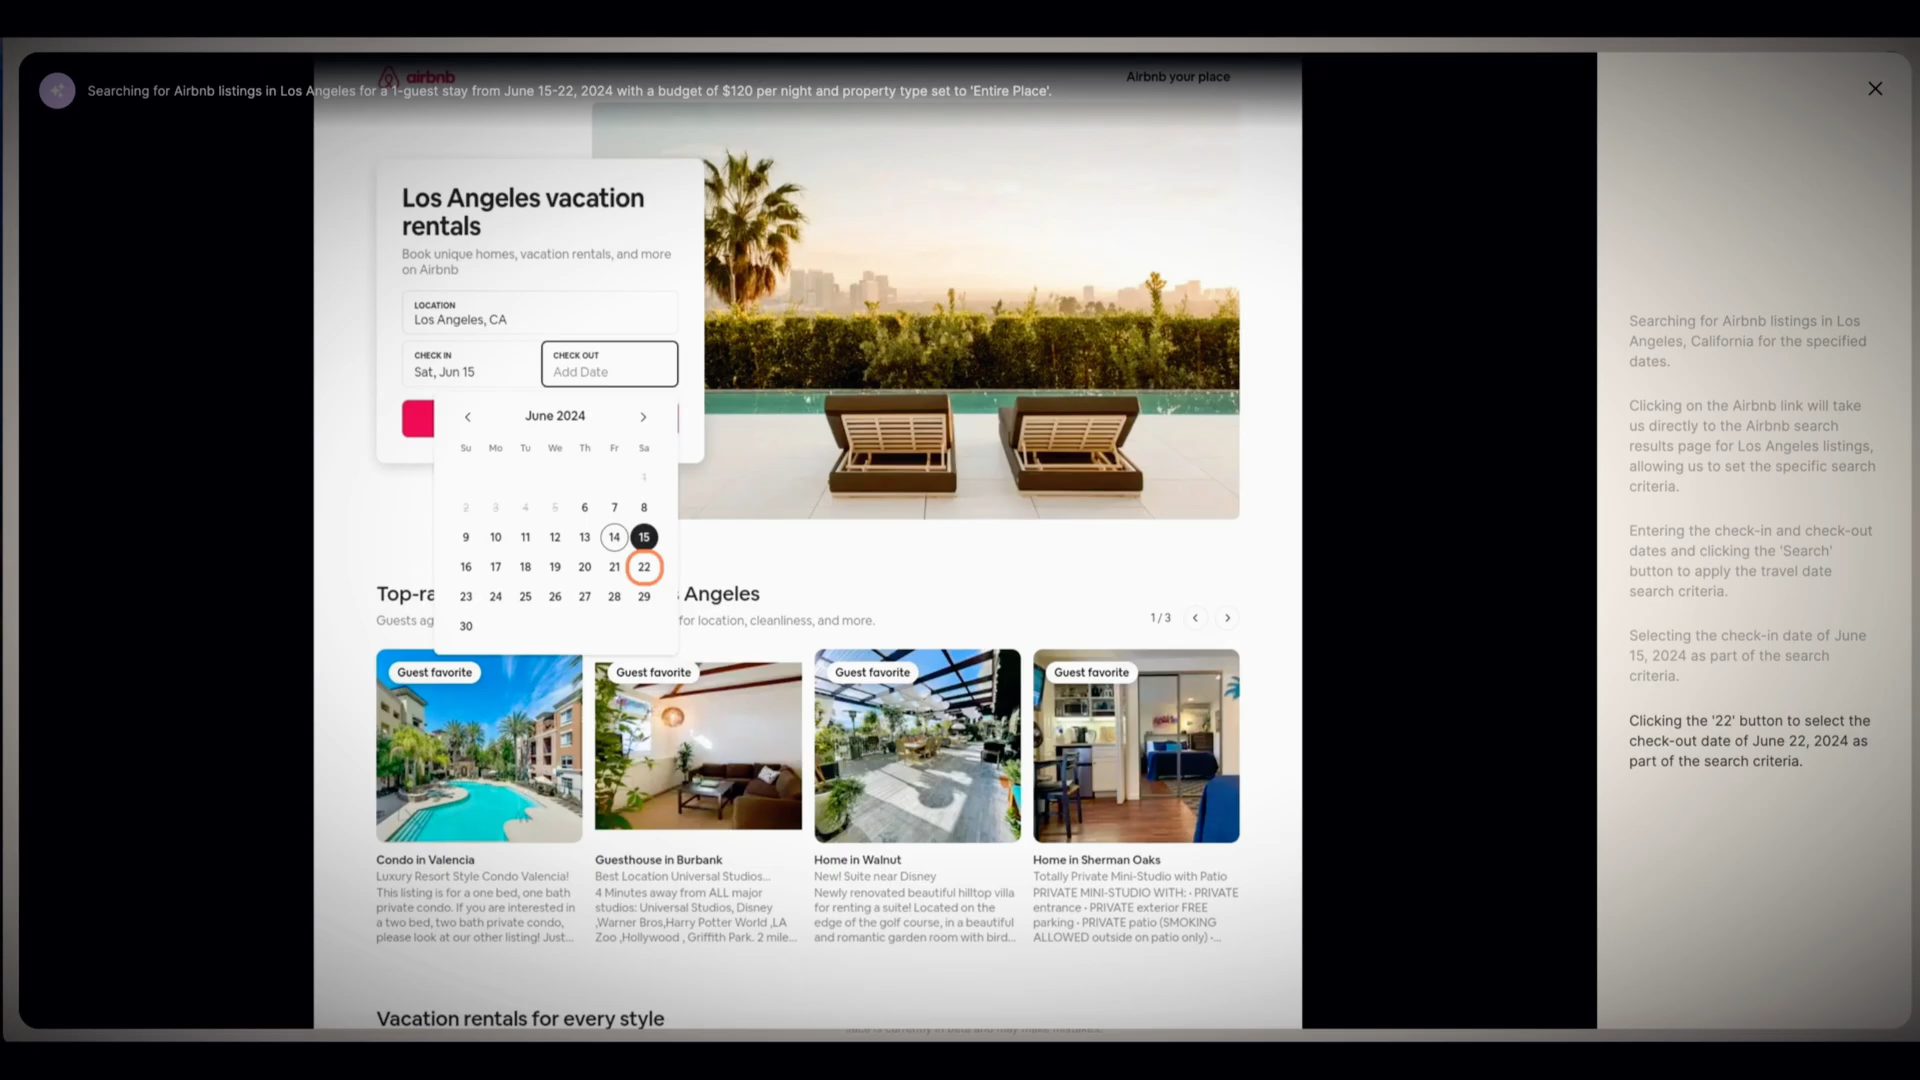 airbnb
Airbnb your place
Searching for Airbnb listings in Los Angeles for a 1-guest stay from June 15-22, 2024 with a budget of $120 per night and property type set to 'Entire Place'.
Los Angeles vacation
rentals
Book unique homes, vacation rentals, and more
on Airbnb
LOCATION
Los Angeles, CA
CHECK IN
Sat, Jun 15
CHECK OUT
Add Date
June 2024
Su Mo Tu We Th Fr Sa
1
2 3 4 5 6 7 8
9 10 11 12 13 14 15
16 17 18 19 20 21 22
23 24 25 26 27 28 29
30
Top-ra Angeles
Guests ag for location, cleanliness, and more.
1 / 3
Guest favorite
Guest favorite
Guest favorite
Guest favorite
Condo in Valencia
Luxury Resort Style Condo Valencia!
This listing is for a one bed, one bath
private condo. If you are interested in
a two bed, two bath private condo,
please look at our other listing! Just...
Guesthouse in Burbank
Best Location Universal Studios...
4 Minutes away from ALL major
studios: Universal Studios, Disney
,Warner Bros,Harry Potter World ,LA
Zoo ,Hollywood , Griffith Park. 2 mile...
Home in Walnut
New! Suite near Disney
Newly renovated beautiful hilltop villa
for renting a suite! Located on the
edge of the golf course, in a beautiful
and romantic garden room with bird...
Home in Sherman Oaks
Totally Private Mini-Studio with Patio
PRIVATE MINI-STUDIO WITH: • PRIVATE
entrance • PRIVATE exterior FREE
parking • PRIVATE patio (SMOKING
ALLOWED outside on patio only) •...
Vacation rentals for every style
Searching for Airbnb listings in Los
Angeles, California for the specified
dates.
Clicking on the Airbnb link will take
us directly to the Airbnb search
results page for Los Angeles listings,
allowing us to set the specific search
criteria.
Entering the check-in and check-out
dates and clicking the 'Search'
button to apply the travel date
search criteria.
Selecting the check-in date of June
15, 2024 as part of the search
criteria.
Clicking the '22' button to select the
check-out date of June 22, 2024 as
part of the search criteria.